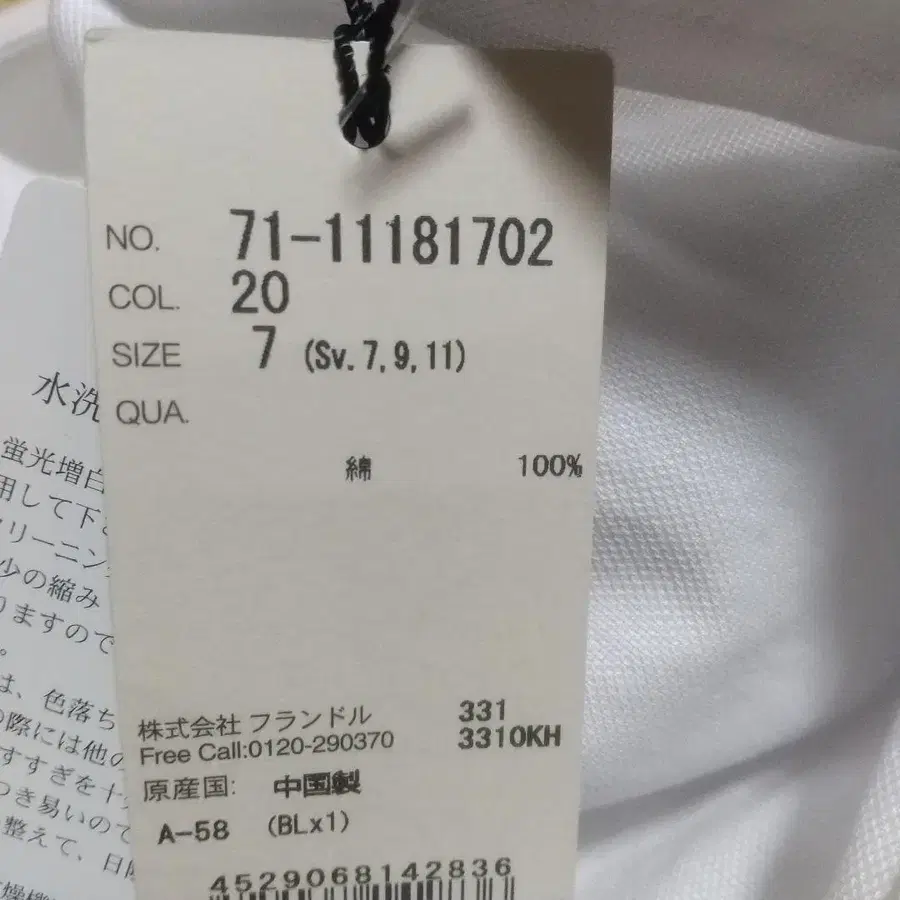 NO. 71-11181702
COL. 20
SIZE 7 (Sv.7,9,11)
QUA.
綿 100%
株式会社 フランドル 331
Free Call:0120-290370 3310KH
原産国: 中国製
A-58 (BLx1)
4529068142836
水洗
蛍光増白
用して下さ
クリーニン
少の縮み
りますので
。
は、色落ち
の際には他の
すすぎを十
つき易いので
整えて、日陰